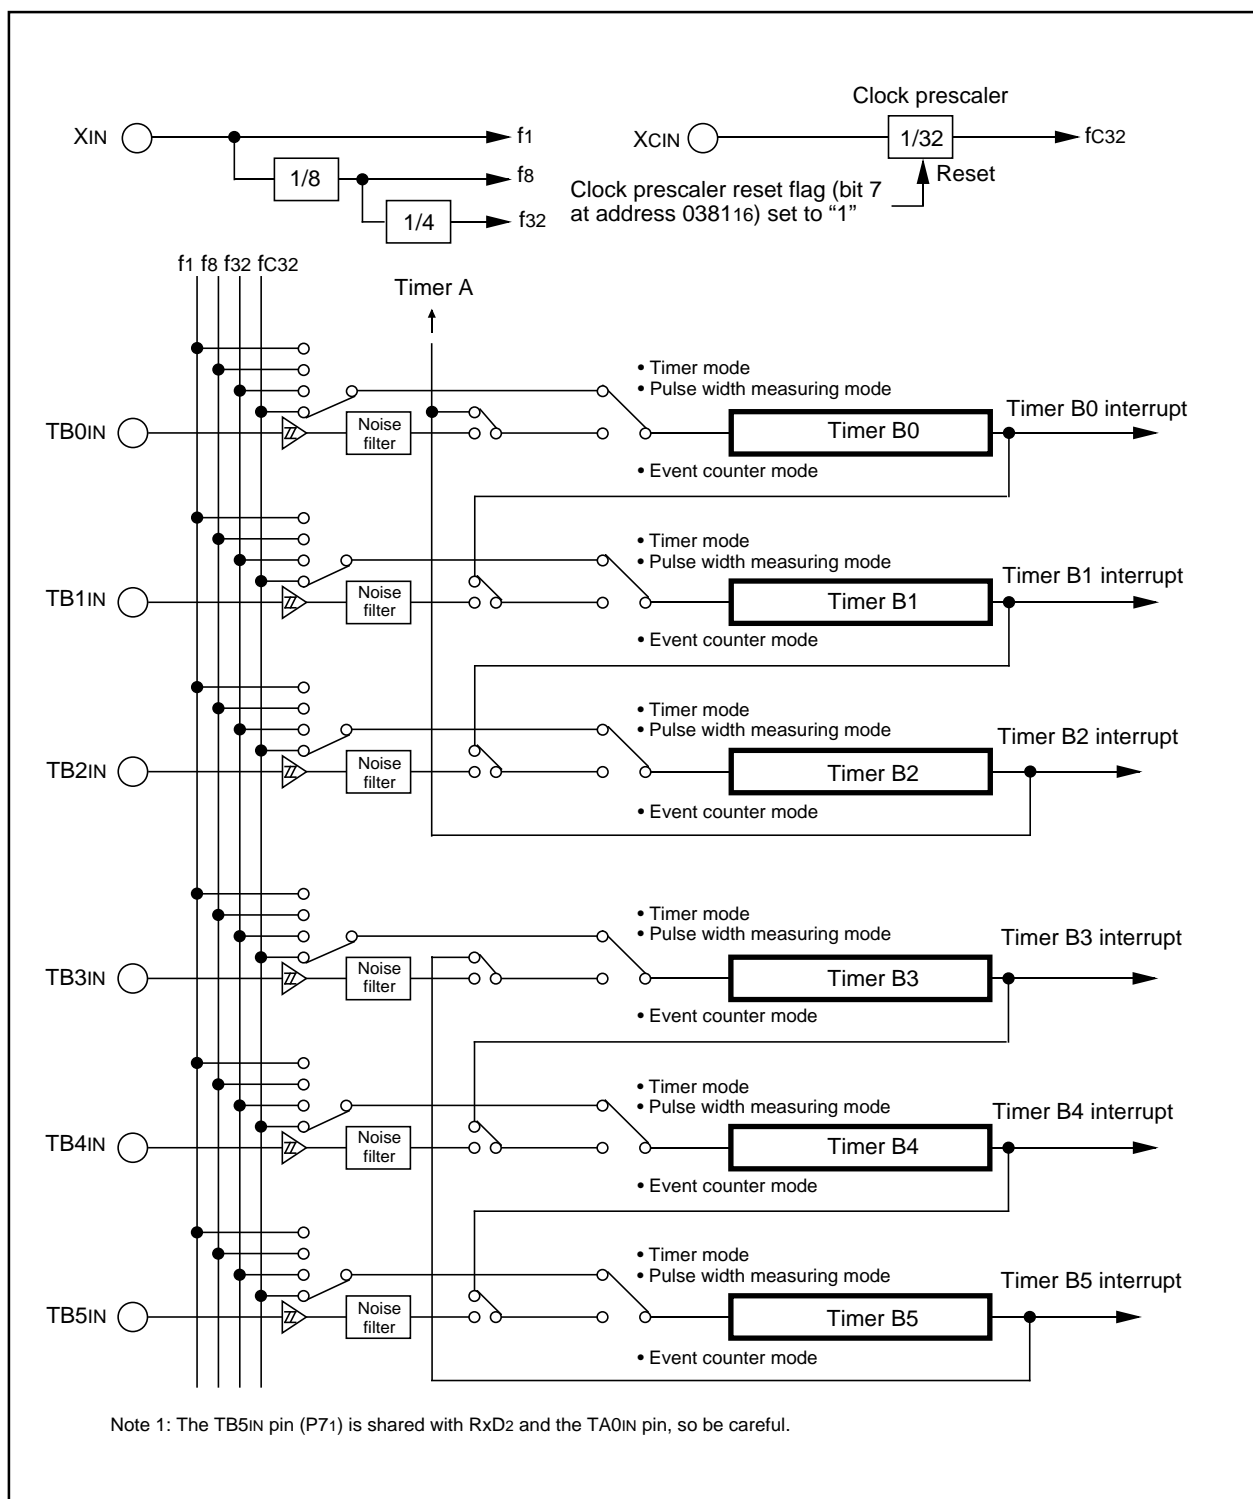 Clock prescaler
XIN
f1
XCIN
1/32
fC32
1/8
f8
Reset
Clock prescaler reset flag (bit 7
at address 038116) set to “1”
1/4
f32
f1 f8 f32 fC32
Timer A
• Timer mode
• Pulse width measuring mode
TB0IN
Noise
filter
Timer B0
Timer B0 interrupt
• Event counter mode
• Timer mode
• Pulse width measuring mode
TB1IN
Noise
filter
Timer B1
Timer B1 interrupt
• Event counter mode
• Timer mode
• Pulse width measuring mode
TB2IN
Noise
filter
Timer B2
Timer B2 interrupt
• Event counter mode
• Timer mode
• Pulse width measuring mode
TB3IN
Noise
filter
Timer B3
Timer B3 interrupt
• Event counter mode
• Timer mode
• Pulse width measuring mode
TB4IN
Noise
filter
Timer B4
Timer B4 interrupt
• Event counter mode
• Timer mode
• Pulse width measuring mode
TB5IN
Noise
filter
Timer B5
Timer B5 interrupt
• Event counter mode
Note 1: The TB5IN pin (P71) is shared with RxD2 and the TA0IN pin, so be careful.